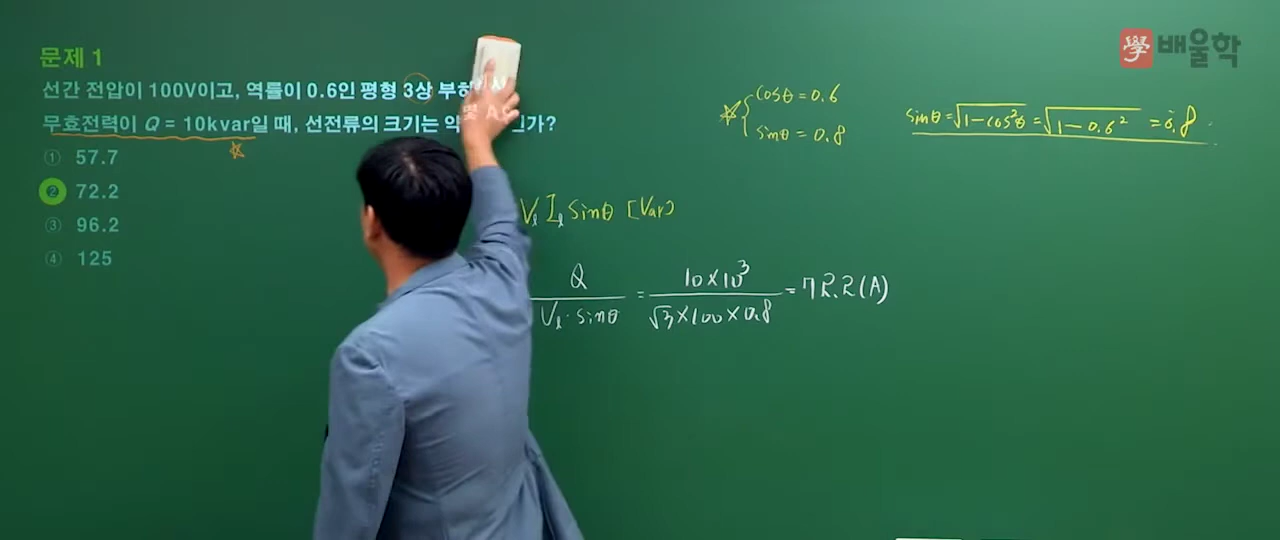 學 배울학
문제 1
선간 전압이 100V이고, 역률이 0.6인 평형 3상 부하
무효전력이 Q = 10kvar일 때, 선전류의 크기는 약 인가?
① 57.7
② 72.2
③ 96.2
④ 125
cosθ = 0.6
sinθ = 0.8
sinθ = √1-cos²θ = √1-0.6² = 0.8
Vℓ Iℓ sinθ [Var]
Q / Vℓ·sinθ = 10×10³ / √3×100×0.8 = 72.2(A)